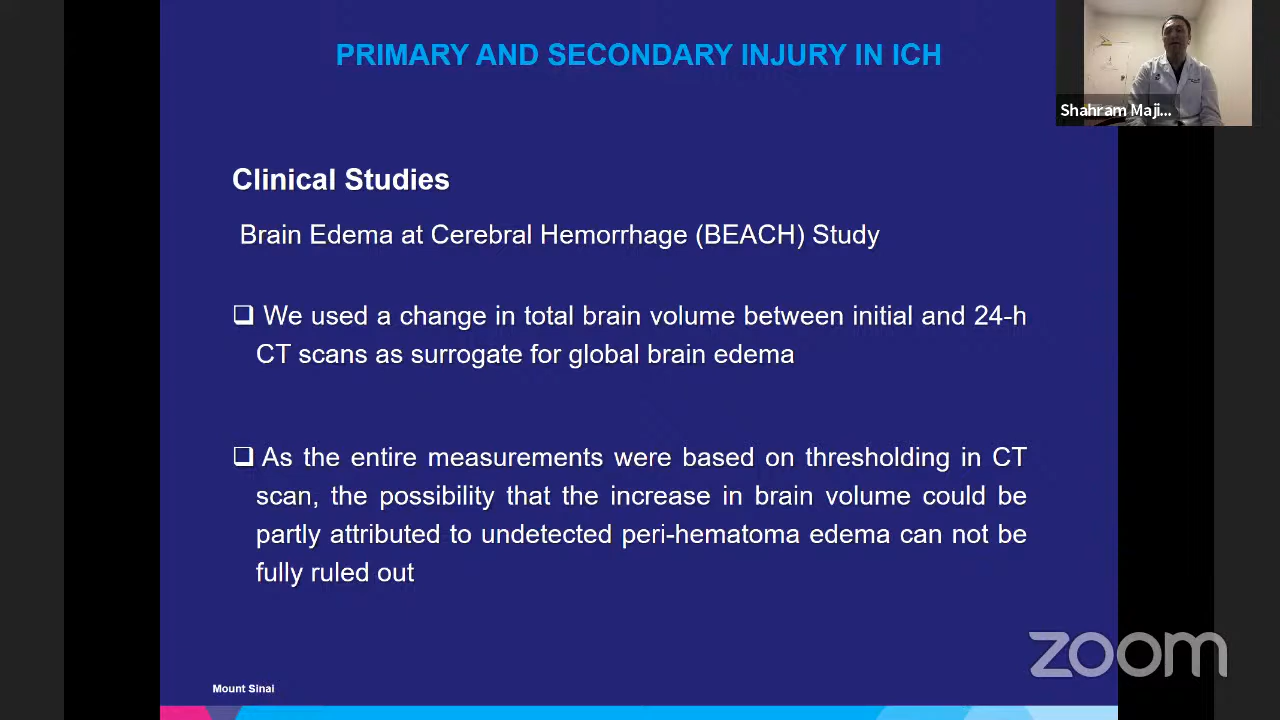 PRIMARY AND SECONDARY INJURY IN ICH
Shahram Maji...
Clinical Studies
Brain Edema at Cerebral Hemorrhage (BEACH) Study
❑ We used a change in total brain volume between initial and 24-h
CT scans as surrogate for global brain edema
❑ As the entire measurements were based on thresholding in CT
scan, the possibility that the increase in brain volume could be
partly attributed to undetected peri-hematoma edema can not be
fully ruled out
zoom
Mount Sinai